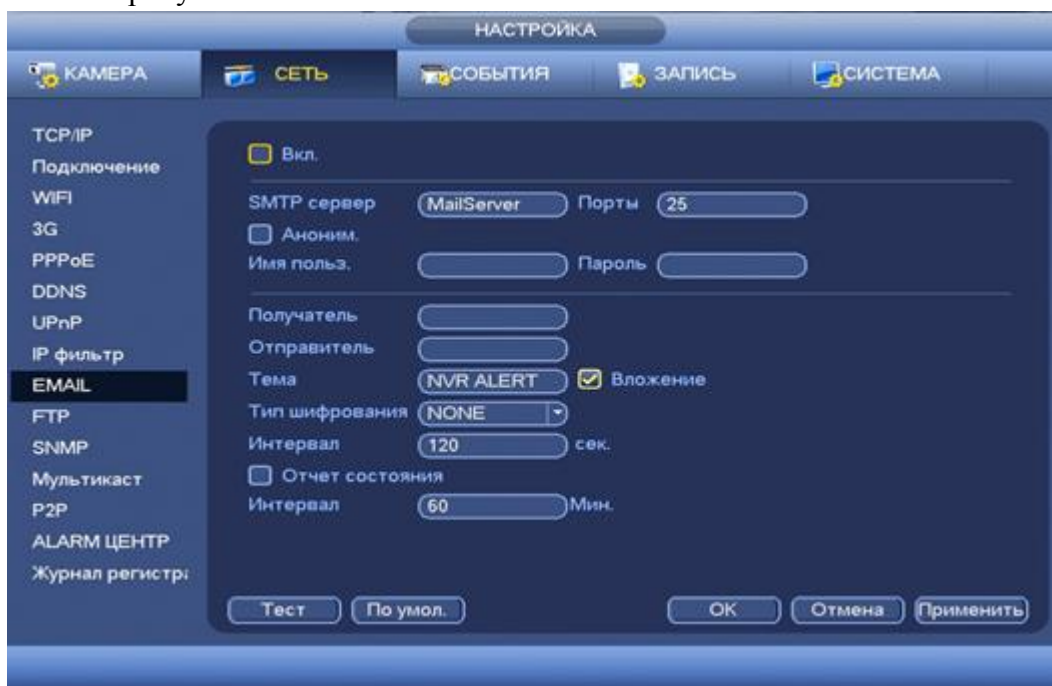 НАСТРОЙКА
КАМЕРА СЕТЬ СОБЫТИЯ ЗАПИСЬ СИСТЕМА
TCP/IP
Подключение
WIFI
3G
PPPoE
DDNS
UPnP
IP фильтр
EMAIL
FTP
SNMP
Мультикаст
P2P
ALARM ЦЕНТР
Журнал регистра
Вкл.
SMTP сервер MailServer Порты 25
Аноним.
Имя польз. Пароль
Получатель
Отправитель
Тема NVR ALERT Вложение
Тип шифрования NONE
Интервал 120 сек.
Отчет состояния
Интервал 60 Мин.
Тест По умол. OK Отмена Применить